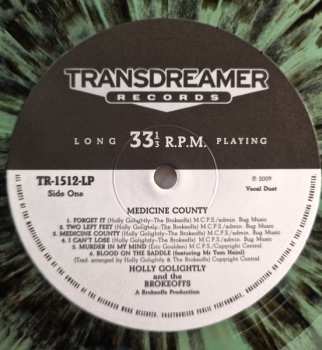 TRANSDREAMER
RECORDS
LONG 33 1/3 R.P.M. PLAYING
TR-1512-LP
Side One
℗ 2009
Vocal Duet
MEDICINE COUNTY
1. FORGET IT (Holly Golightly-The Brokeoffs) M.C.P.S./admin. Bug Music
2. TWO LEFT FEET (Holly Golightly-The Brokeoffs) M.C.P.S./admin. Bug Music
3. MEDICINE COUNTY (Holly Golightly-The Brokeoffs) M.C.P.S./admin. Bug Music
4. I CAN'T LOSE (Holly Golightly-The Brokeoffs) M.C.P.S./admin. Bug Music
5. MURDER IN MY MIND (Eric Goulden) M.C.P.S./Copyright Control
6. BLOOD ON THE SADDLE (featuring Mr Tom Heinl)
(Trad. arranged by Holly Golightly & The Brokeoffs) Copyright Control
HOLLY GOLIGHTLY
and the
BROKEOFFS
A Brokeoffs Production